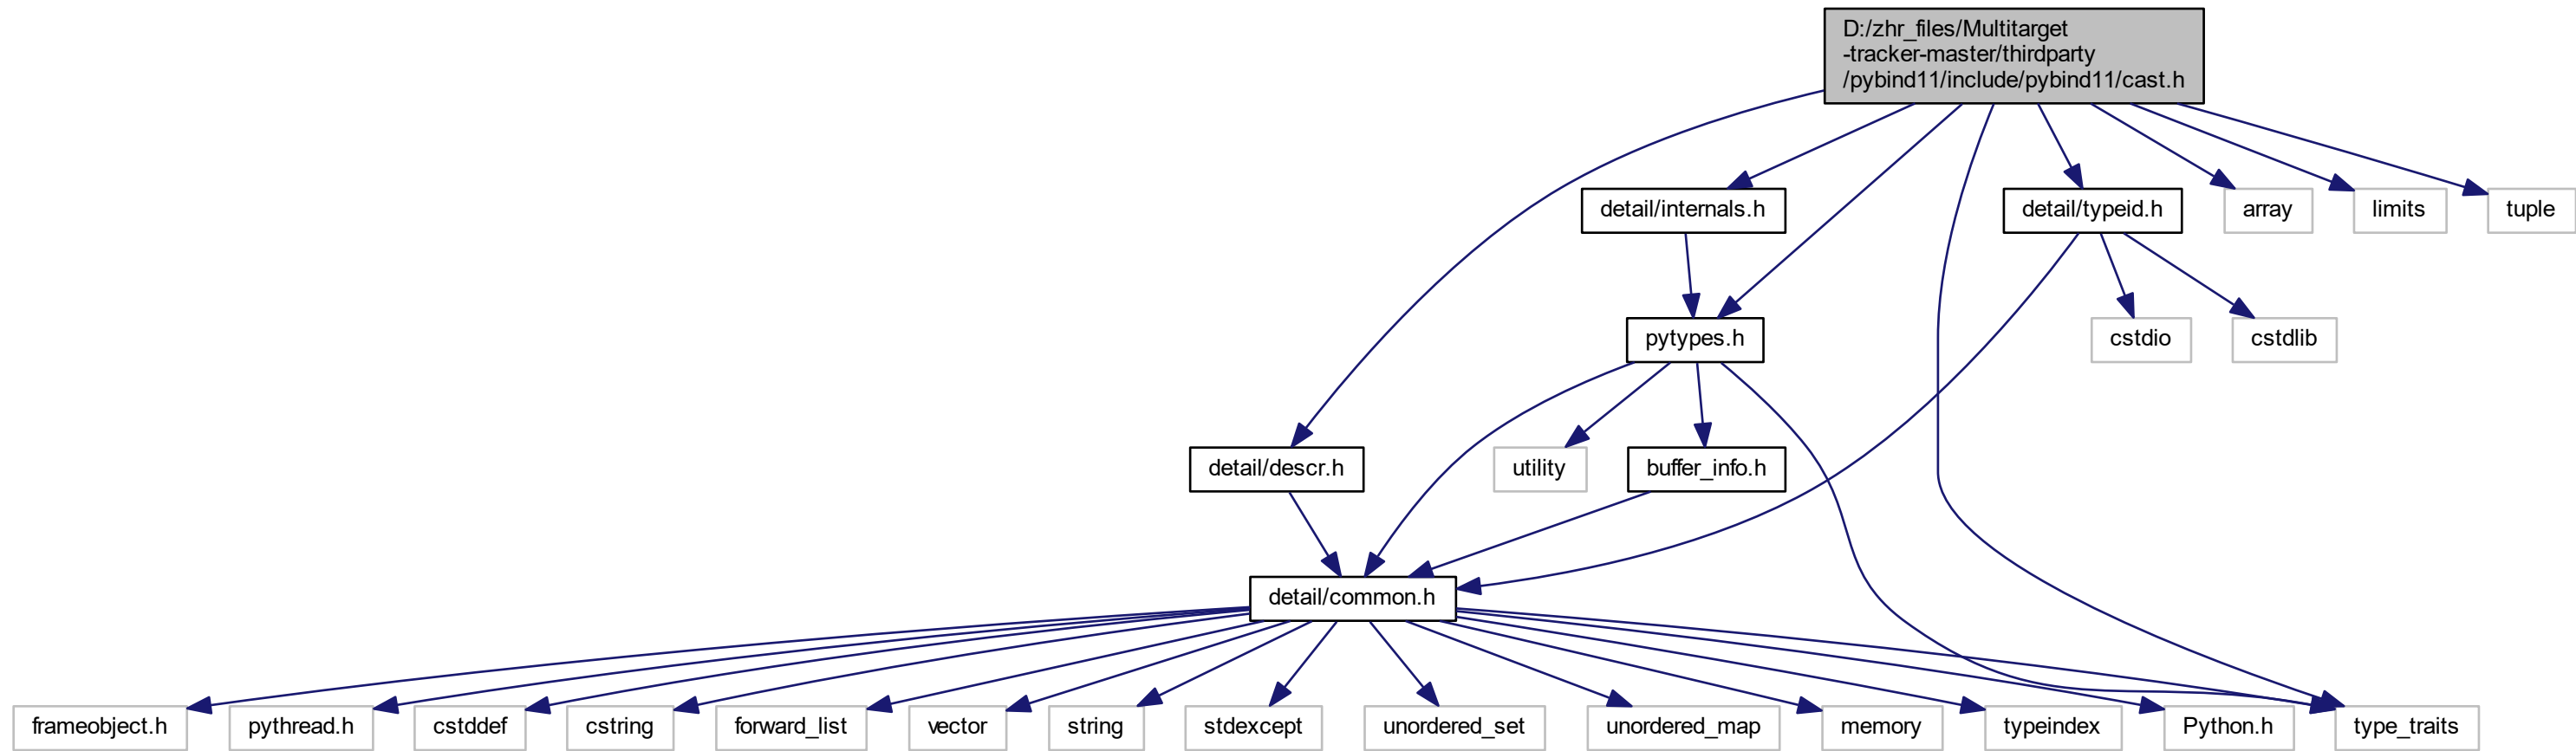 D:/zhr_files/Multitarget
-tracker-master/thirdparty
/pybind11/include/pybind11/cast.h
detail/internals.h
detail/typeid.h
array
limits
tuple
pytypes.h
cstdio
cstdlib
detail/descr.h
utility
buffer_info.h
detail/common.h
frameobject.h
pythread.h
cstddef
cstring
forward_list
vector
string
stdexcept
unordered_set
unordered_map
memory
typeindex
Python.h
type_traits